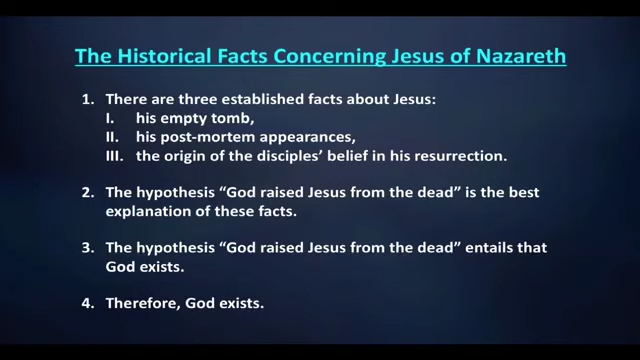 The Historical Facts Concerning Jesus of Nazareth
1. There are three established facts about Jesus:
I. his empty tomb,
II. his post-mortem appearances,
III. the origin of the disciples’ belief in his resurrection.
2. The hypothesis “God raised Jesus from the dead” is the best
explanation of these facts.
3. The hypothesis “God raised Jesus from the dead” entails that
God exists.
4. Therefore, God exists.